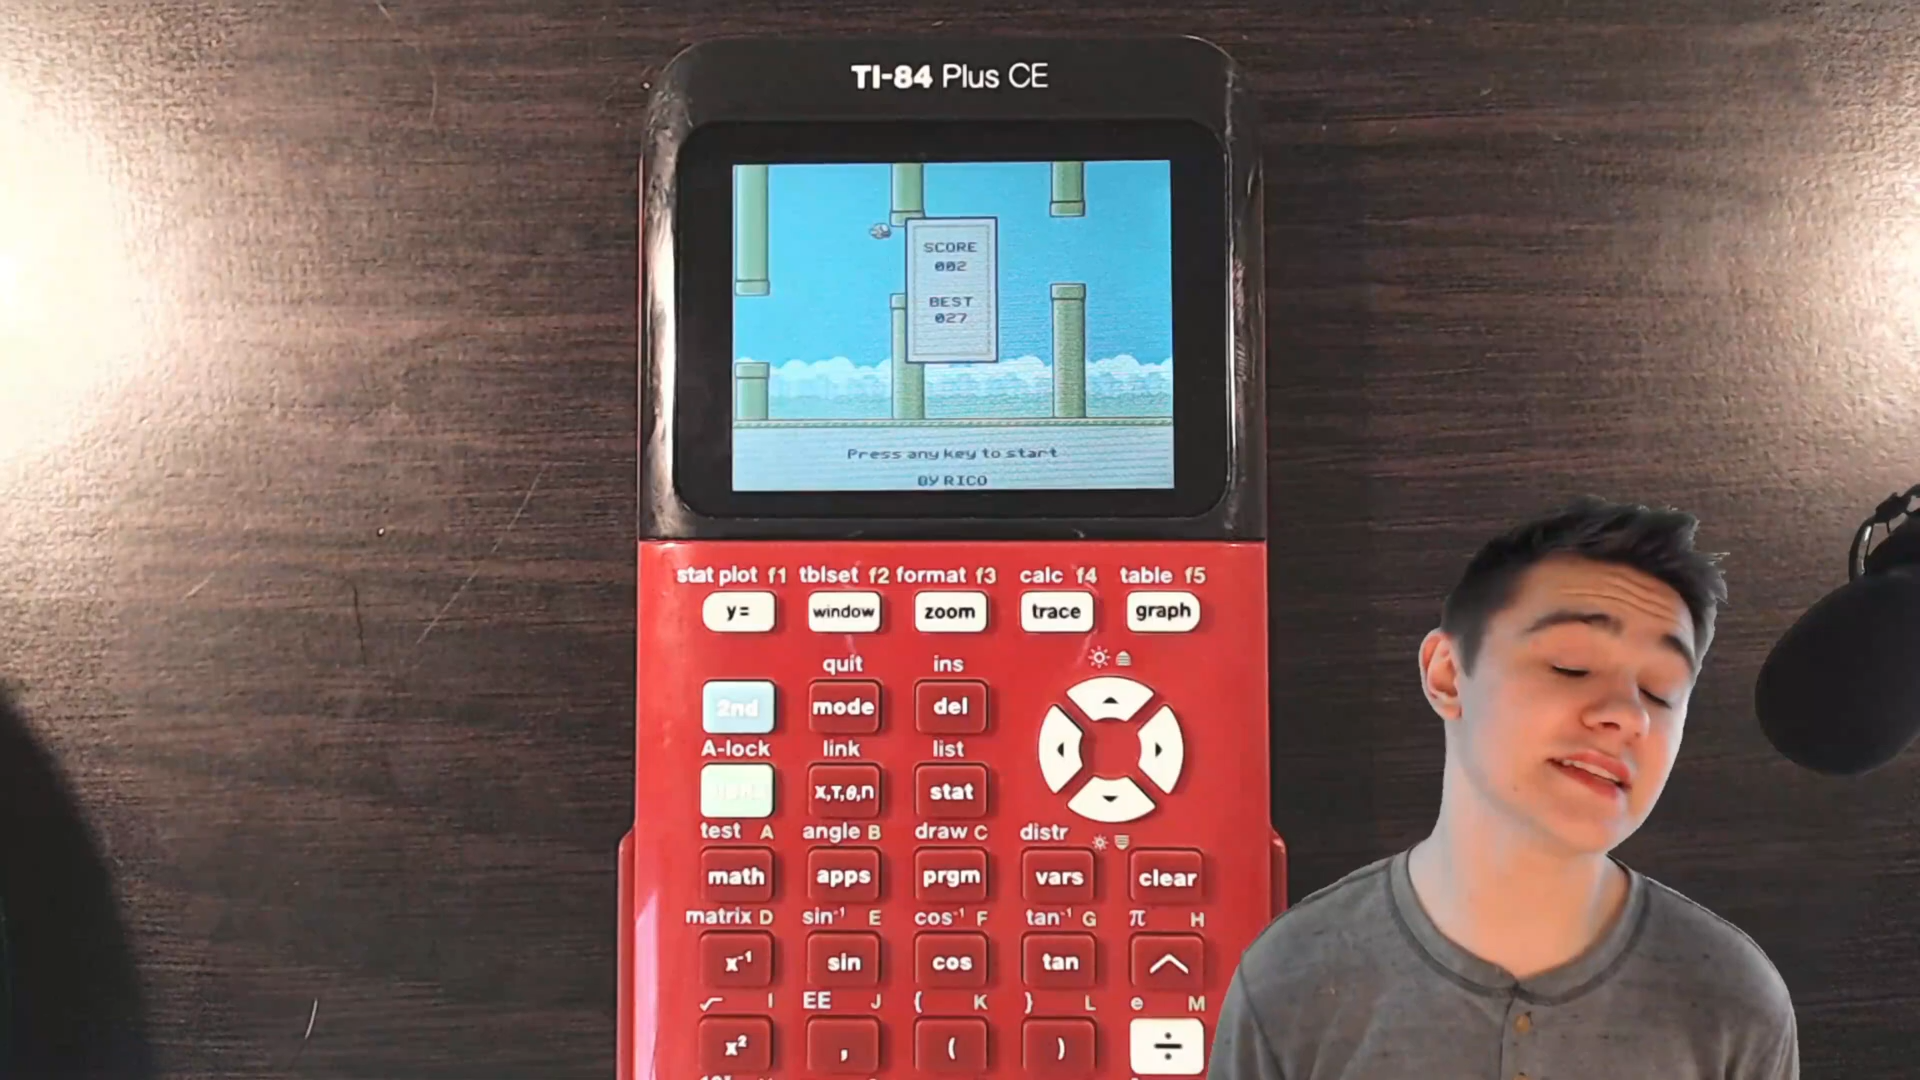 TI-84 Plus CE
SCORE
002
BEST
027
Press any key to start
BY RICO
stat plot f1 tblset f2 format f3 calc f4 table f5
y= window zoom trace graph
quit ins
2nd mode del
A-lock link list
X,T,θ,n stat
test A angle B draw C distr
math apps prgm vars clear
matrix D sin⁻¹ E cos⁻¹ F tan⁻¹ G π H
x⁻¹ sin cos tan ^
√ I EE J { K } L e M
x² , ( ) ÷